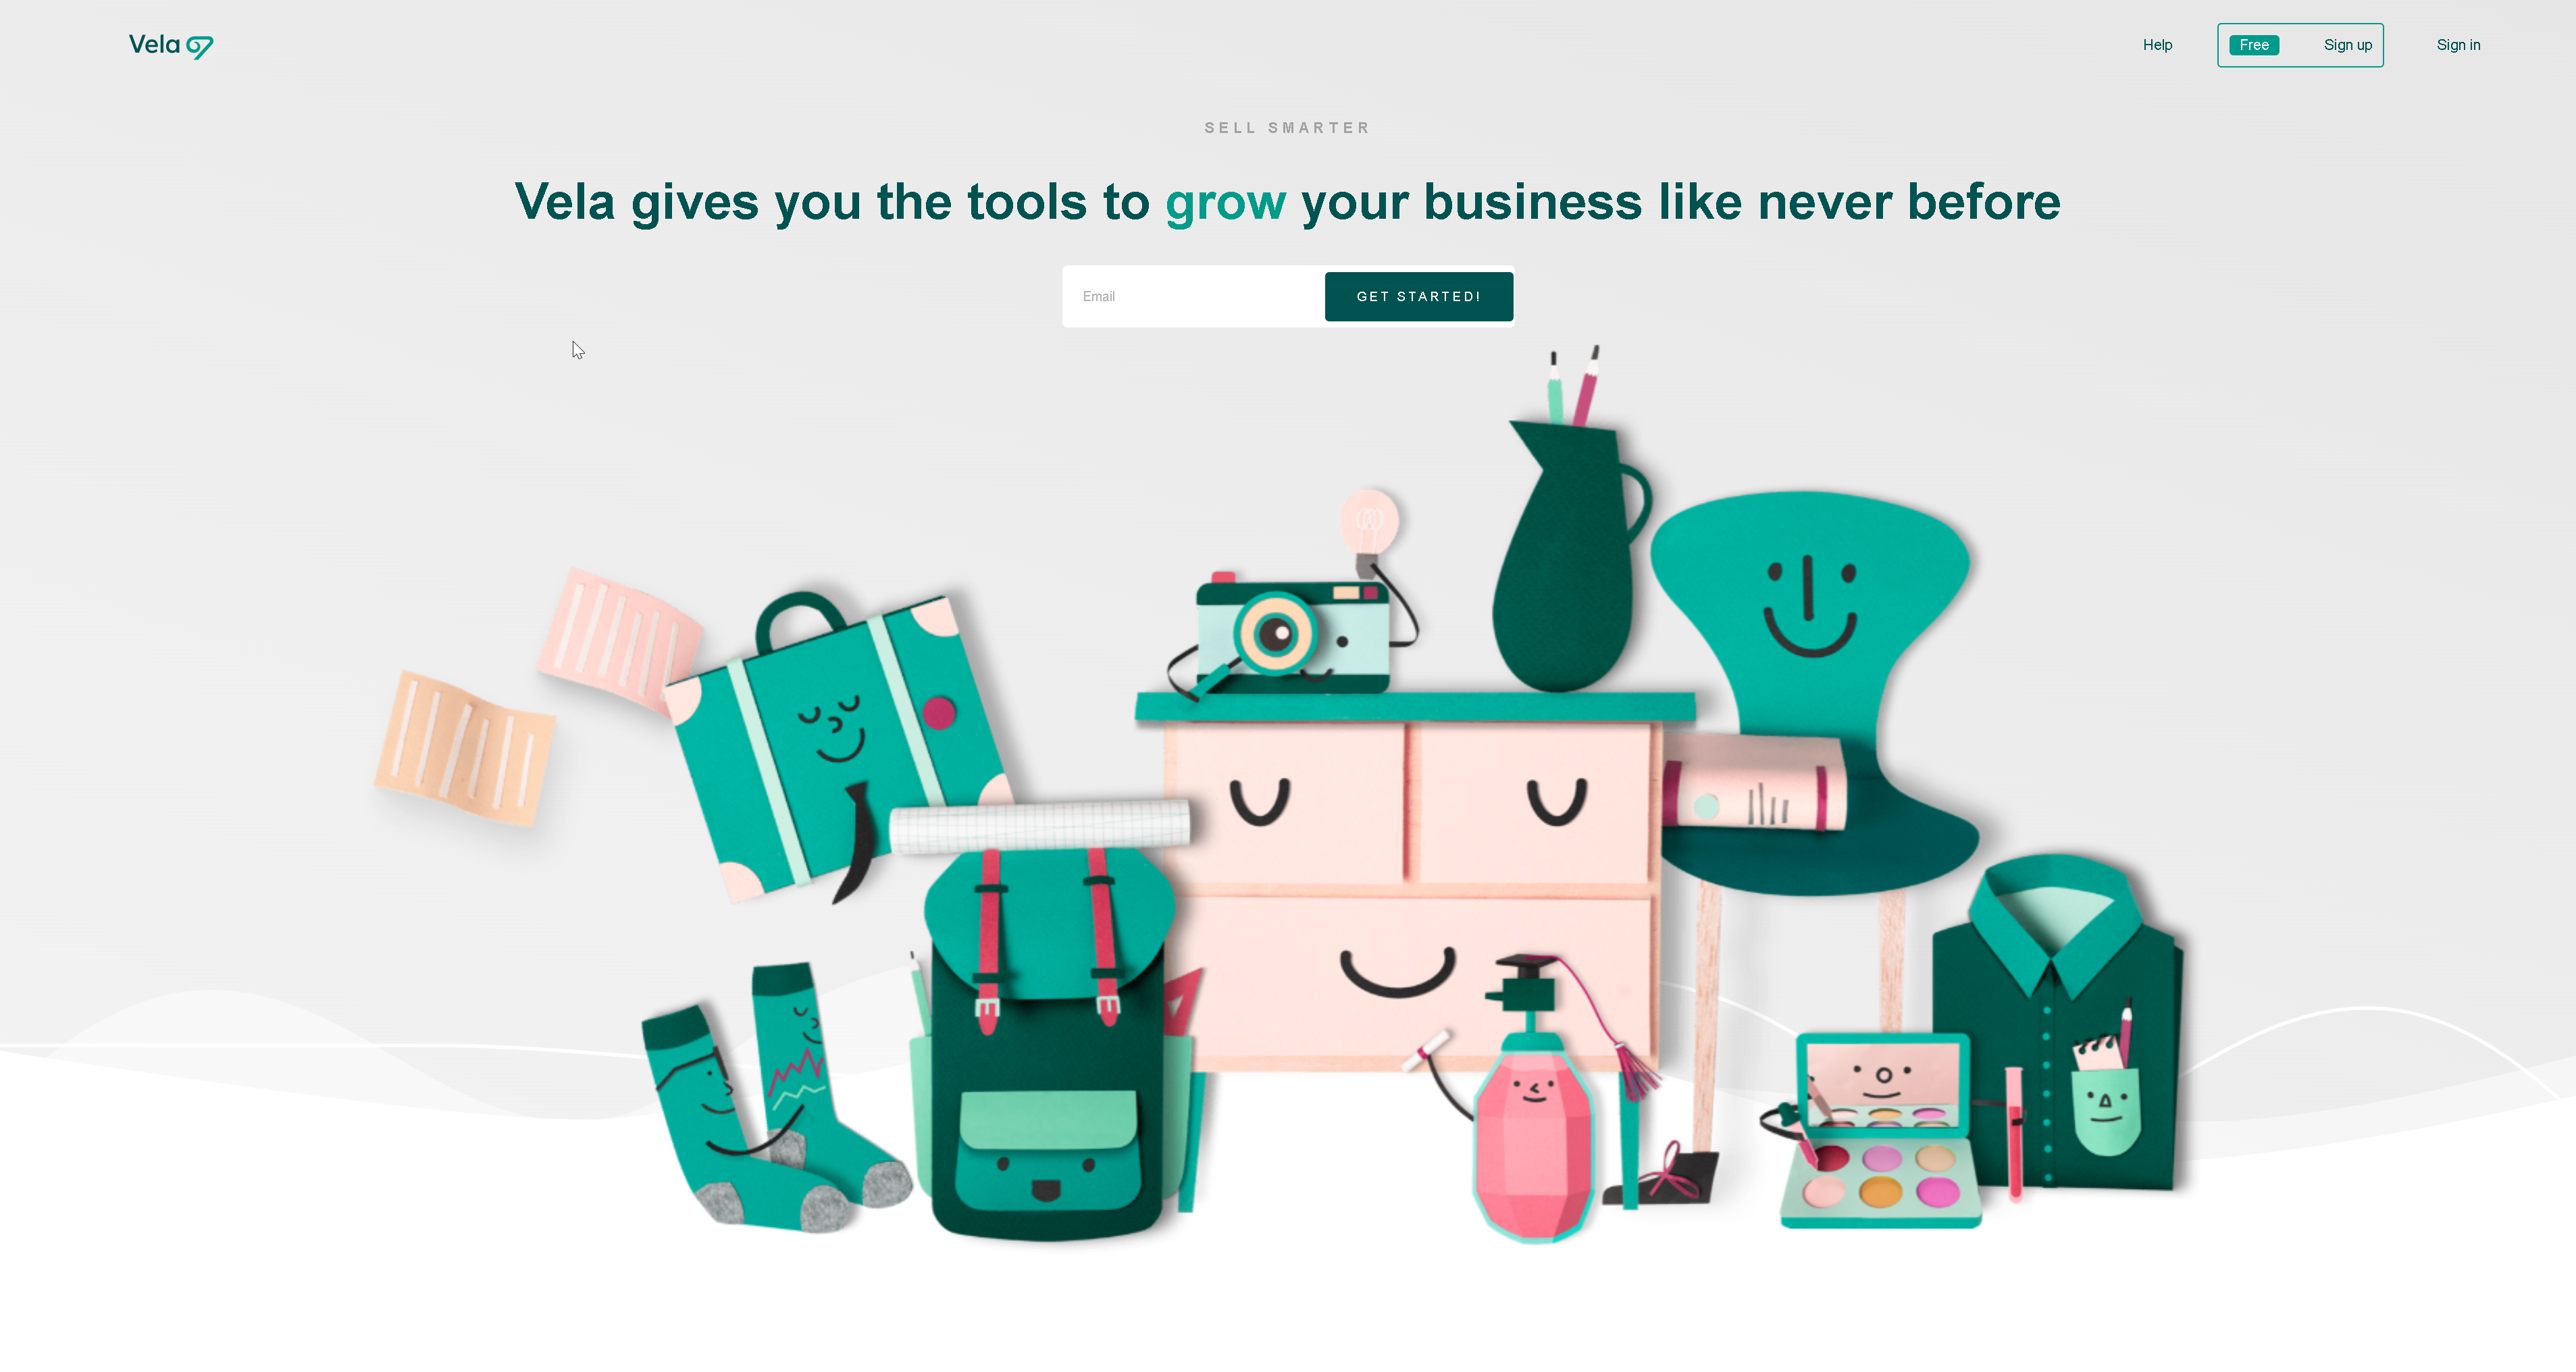 Vela
Help
Free
Sign up
Sign in
SELL SMARTER
Vela gives you the tools to grow your business like never before
Email
GET STARTED!